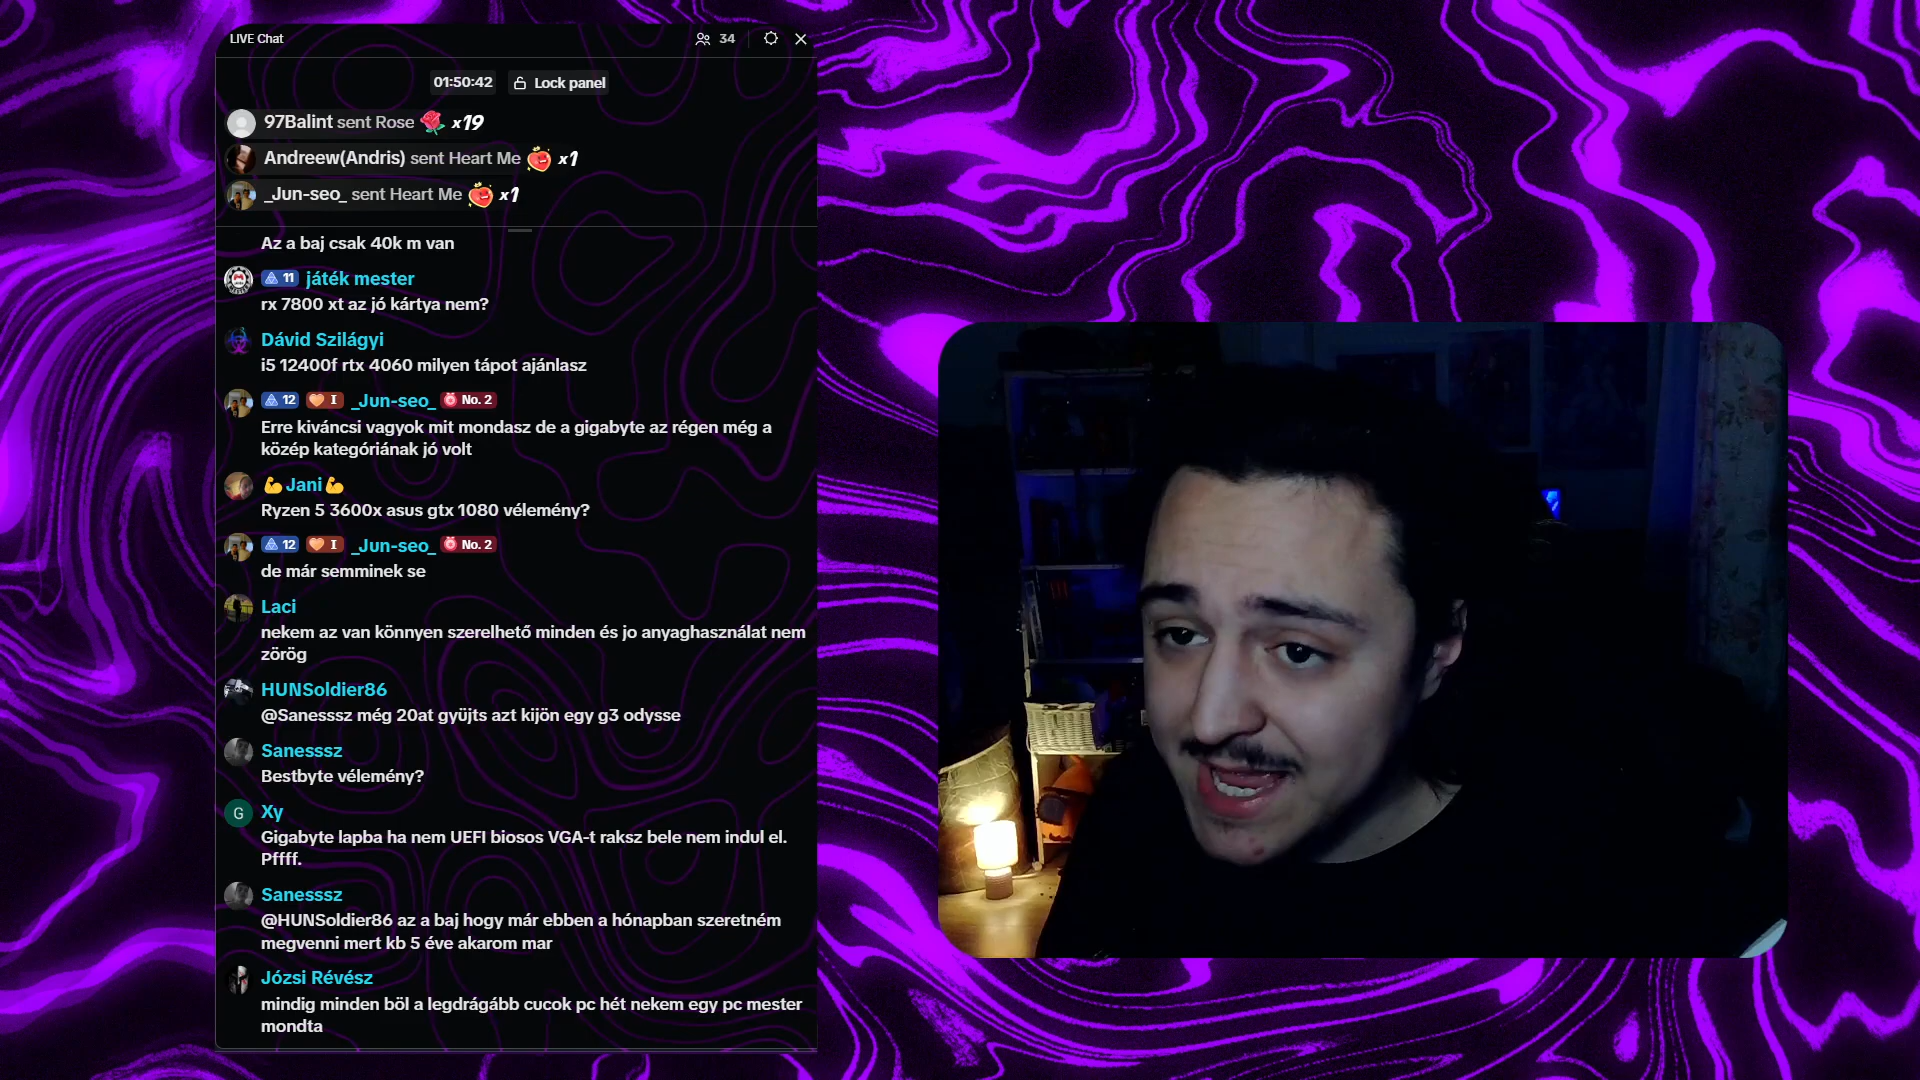 LIVE Chat
34
01:50:42
Lock panel
97Balint sent Rose x19
Andreew(Andris) sent Heart Me x1
_Jun-seo_ sent Heart Me x1
Az a baj csak 40k m van
11 játék mester
rx 7800 xt az jó kártya nem?
Dávid Szilágyi
i5 12400f rtx 4060 milyen tápot ajánlasz
12 I _Jun-seo_ No. 2
Erre kiváncsi vagyok mit mondasz de a gigabyte az régen még a
közép kategóriának jó volt
💪Jani💪
Ryzen 5 3600x asus gtx 1080 vélemény?
12 I _Jun-seo_ No. 2
de már semminek se
Laci
nekem az van könnyen szerelhető minden és jo anyaghasználat nem
zörög
HUNSoldier86
@Sanesssz még 20at gyüjts azt kijön egy g3 odysse
Sanesssz
Bestbyte vélemény?
G Xy
Gigabyte lapba ha nem UEFI biosos VGA-t raksz bele nem indul el.
Pffff.
Sanesssz
@HUNSoldier86 az a baj hogy már ebben a hónapban szeretném
megvenni mert kb 5 éve akarom mar
Józsi Révész
mindig minden böl a legdrágább cucok pc hét nekem egy pc mester
mondta